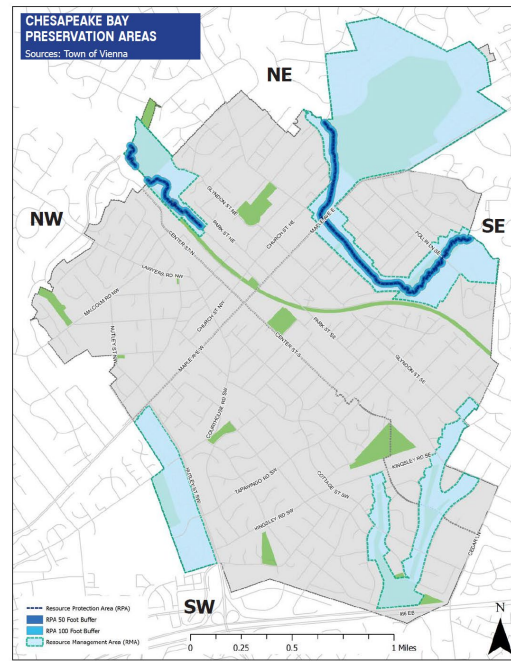 CHESAPEAKE BAY
PRESERVATION AREAS
Sources: Town of Vienna
NE
NW
SE
SW
GLYNDON ST NE
PARK ST NE
CHURCH ST NE
MAPLE AVE E
FOLLIN LN SE
CENTER ST N
LAWYERS RD NW
MALCOLM RD NW
NUTLEY ST NW
CHURCH ST NW
MAPLE AVE W
PARK ST SE
CENTER ST S
GLYNDON ST SE
COURTHOUSE RD SW
NUTLEY ST SW
TAPAWINGO RD SW
COTTAGE ST SW
KINGSLEY RD SE
KINGSLEY RD SW
CEDAR LN
Resource Protection Area (RPA)
RPA 50 Foot Buffer
RPA 100 Foot Buffer
Resource Management Area (RMA)
0 0.25 0.5 1 Miles
N